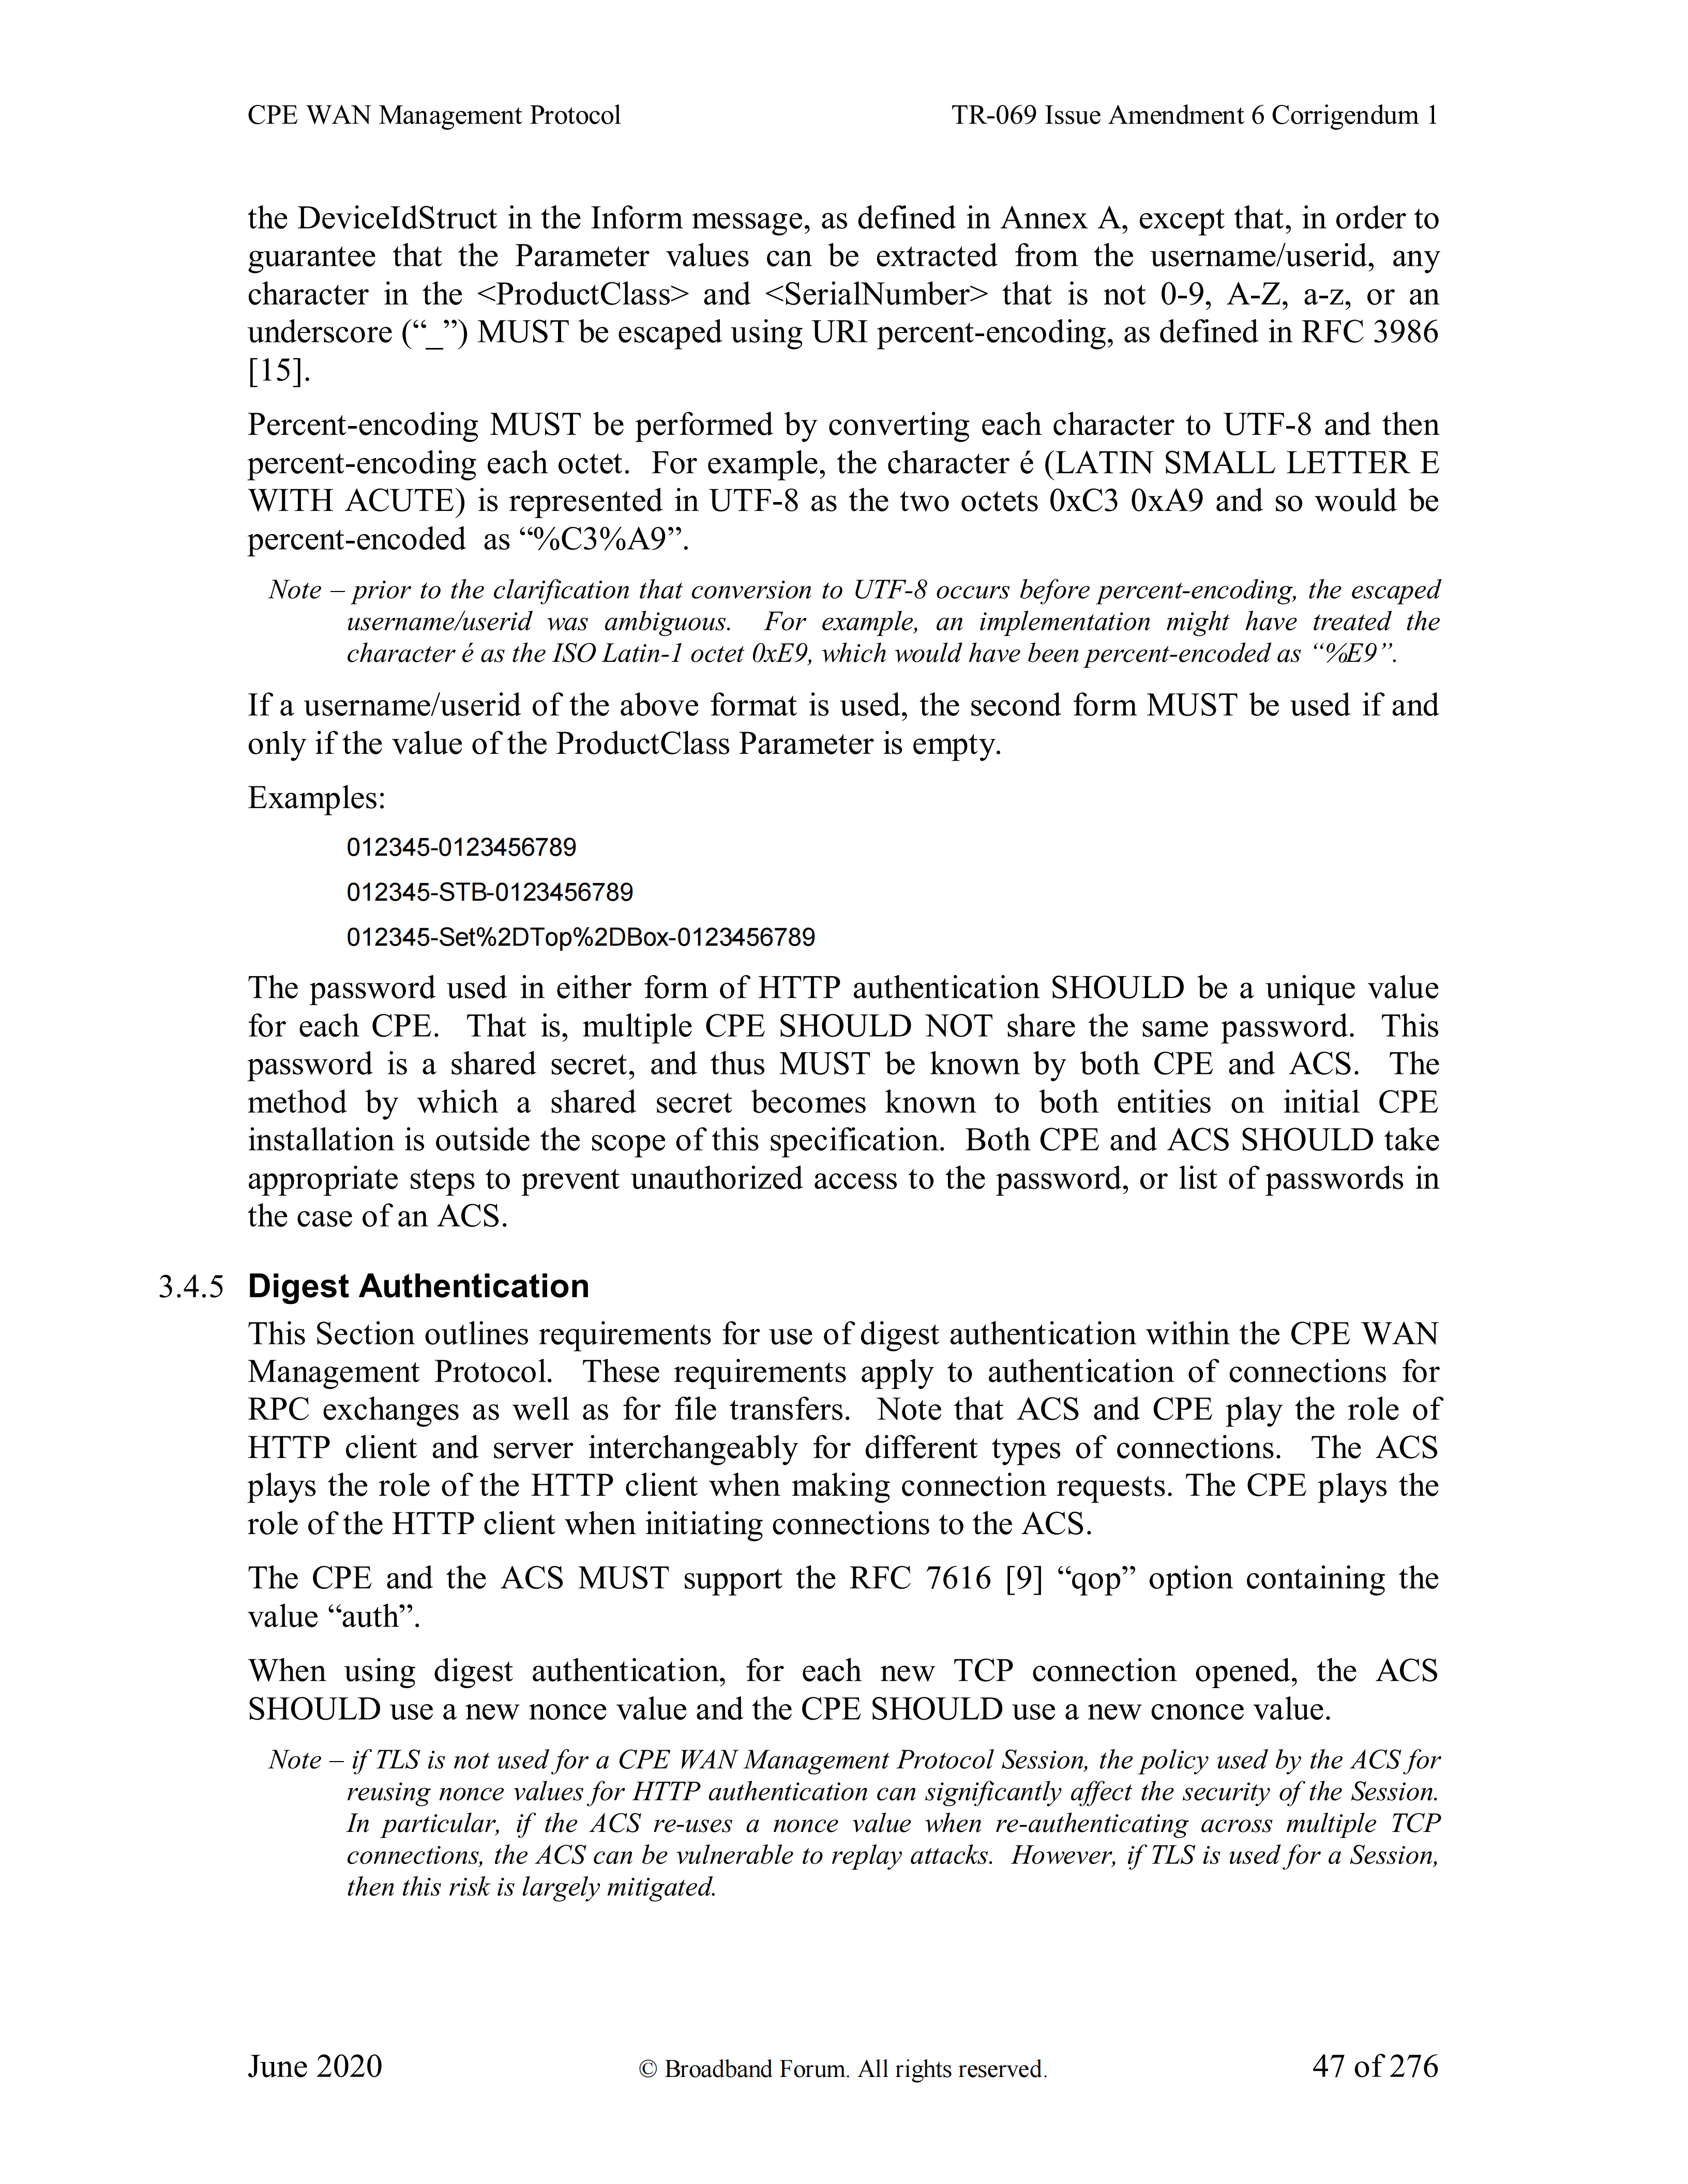 CPE WAN Management Protocol TR-069 Issue Amendment 6 Corrigendum 1
the DeviceIdStruct in the Inform message, as defined in Annex A, except that, in order to
guarantee that the Parameter values can be extracted from the username/userid, any
character in the <ProductClass> and <SerialNumber> that is not 0-9, A-Z, a-z, or an
underscore (“_”) MUST be escaped using URI percent-encoding, as defined in RFC 3986
[15].
Percent-encoding MUST be performed by converting each character to UTF-8 and then
percent-encoding each octet. For example, the character é (LATIN SMALL LETTER E
WITH ACUTE) is represented in UTF-8 as the two octets 0xC3 0xA9 and so would be
percent-encoded as “%C3%A9”.
Note – prior to the clarification that conversion to UTF-8 occurs before percent-encoding, the escaped
username/userid was ambiguous. For example, an implementation might have treated the
character é as the ISO Latin-1 octet 0xE9, which would have been percent-encoded as “%E9”.
If a username/userid of the above format is used, the second form MUST be used if and
only if the value of the ProductClass Parameter is empty.
Examples:
012345-0123456789
012345-STB-0123456789
012345-Set%2DTop%2DBox-0123456789
The password used in either form of HTTP authentication SHOULD be a unique value
for each CPE. That is, multiple CPE SHOULD NOT share the same password. This
password is a shared secret, and thus MUST be known by both CPE and ACS. The
method by which a shared secret becomes known to both entities on initial CPE
installation is outside the scope of this specification. Both CPE and ACS SHOULD take
appropriate steps to prevent unauthorized access to the password, or list of passwords in
the case of an ACS.
3.4.5 Digest Authentication
This Section outlines requirements for use of digest authentication within the CPE WAN
Management Protocol. These requirements apply to authentication of connections for
RPC exchanges as well as for file transfers. Note that ACS and CPE play the role of
HTTP client and server interchangeably for different types of connections. The ACS
plays the role of the HTTP client when making connection requests. The CPE plays the
role of the HTTP client when initiating connections to the ACS.
The CPE and the ACS MUST support the RFC 7616 [9] “qop” option containing the
value “auth”.
When using digest authentication, for each new TCP connection opened, the ACS
SHOULD use a new nonce value and the CPE SHOULD use a new cnonce value.
Note – if TLS is not used for a CPE WAN Management Protocol Session, the policy used by the ACS for
reusing nonce values for HTTP authentication can significantly affect the security of the Session.
In particular, if the ACS re-uses a nonce value when re-authenticating across multiple TCP
connections, the ACS can be vulnerable to replay attacks. However, if TLS is used for a Session,
then this risk is largely mitigated.
June 2020 © Broadband Forum. All rights reserved. 47 of 276